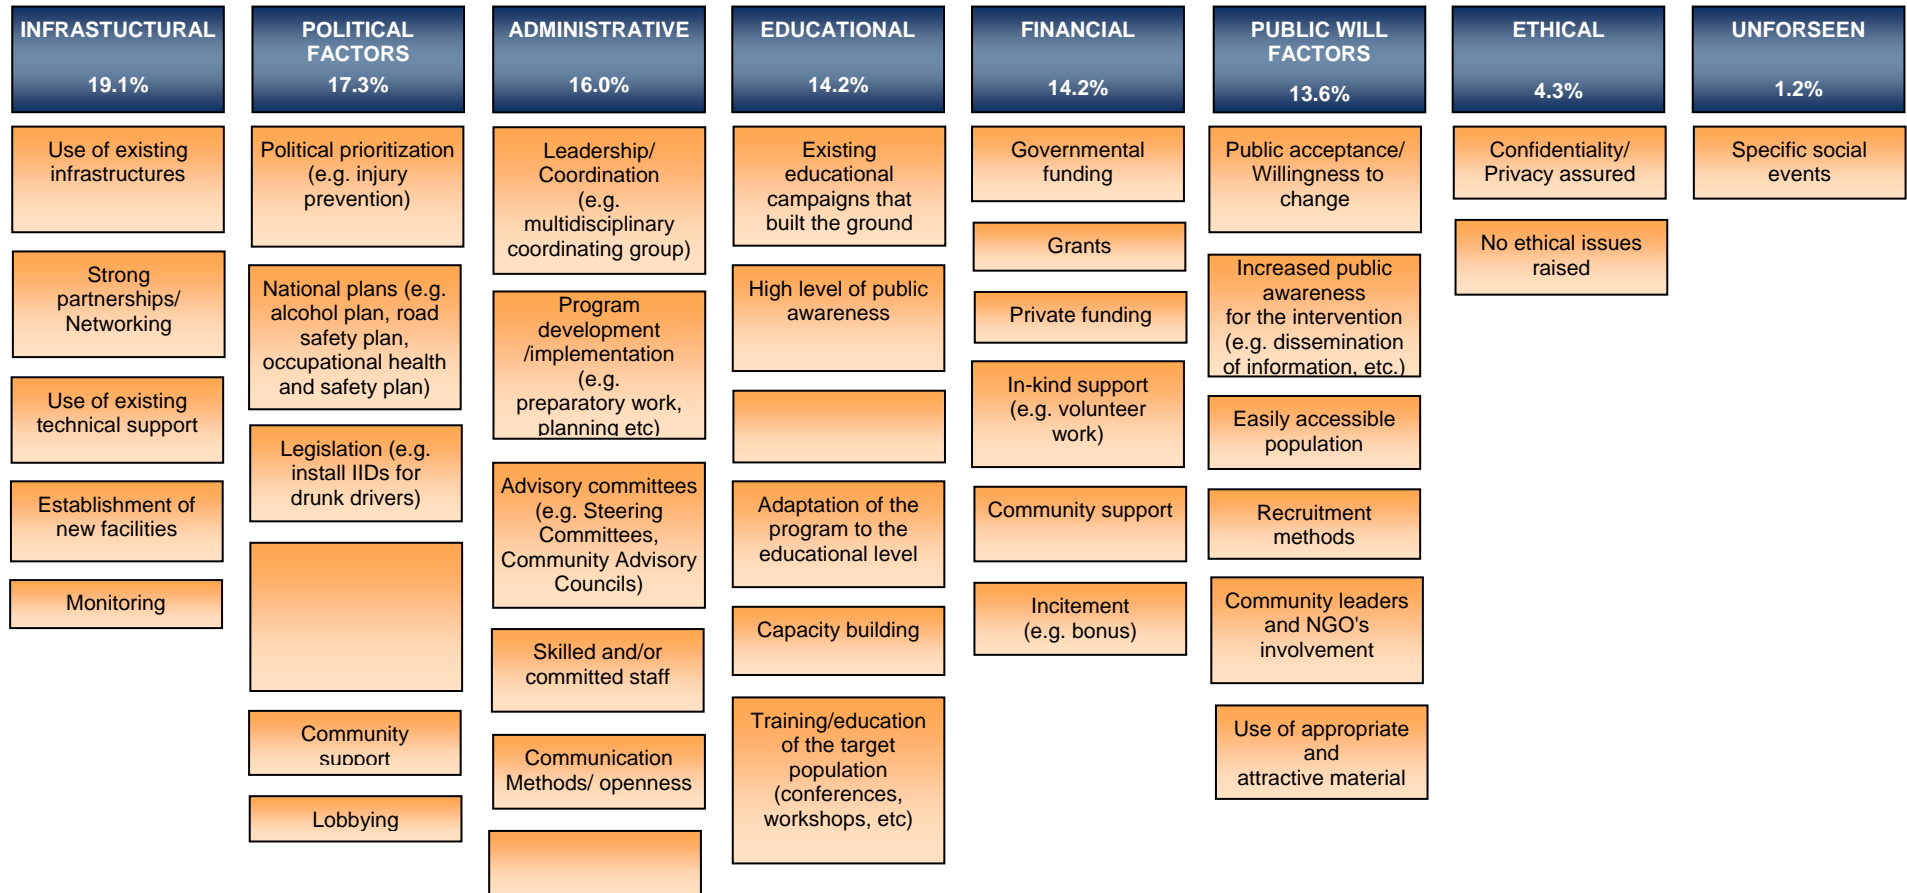 INFRASTUCTURAL
19.1%
Use of existing
infrastructures
Strong
partnerships/
Networking
Use of existing
technical support
Establishment of
new facilities
Monitoring
POLITICAL
FACTORS
17.3%
Political prioritization
(e.g. injury
prevention)
National plans (e.g.
alcohol plan, road
safety plan,
occupational health
and safety plan)
Legislation (e.g.
install IIDs for
drunk drivers)
Community
support
Lobbying
ADMINISTRATIVE
16.0%
Leadership/
Coordination
(e.g.
multidisciplinary
coordinating group)
Program
development
/implementation
(e.g.
preparatory work,
planning etc)
Advisory committees
(e.g. Steering
Committees,
Community Advisory
Councils)
Skilled and/or
committed staff
Communication
Methods/ openness
EDUCATIONAL
14.2%
Existing
educational
campaigns that
built the ground
High level of public
awareness
Adaptation of the
program to the
educational level
Capacity building
Training/education
of the target
population
(conferences,
workshops, etc)
FINANCIAL
14.2%
Governmental
funding
Grants
Private funding
In-kind support
(e.g. volunteer
work)
Community support
Incitement
(e.g. bonus)
PUBLIC WILL
FACTORS
13.6%
Public acceptance/
Willingness to
change
Increased public
awareness
for the intervention
(e.g. dissemination
of information, etc.)
Easily accessible
population
Recruitment
methods
Community leaders
and NGO's
involvement
Use of appropriate
and
attractive material
ETHICAL
4.3%
Confidentiality/
Privacy assured
No ethical issues
raised
UNFORSEEN
1.2%
Specific social
events